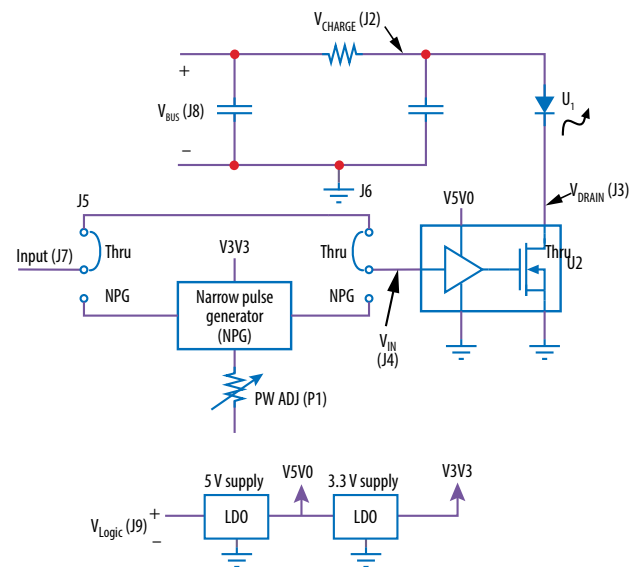 V_CHARGE (J2)
+
V_BUS (J8)
U_1
−
J6
V_DRAIN (J3)
J5
V5V0
Input (J7)
Thru
V3V3
Thru
Thru
U2
NPG
Narrow pulse
generator
(NPG)
NPG
V_IN
(J4)
PW ADJ (P1)
5 V supply
V5V0
3.3 V supply
V3V3
+
V_Logic (J9)
−
LDO
LDO